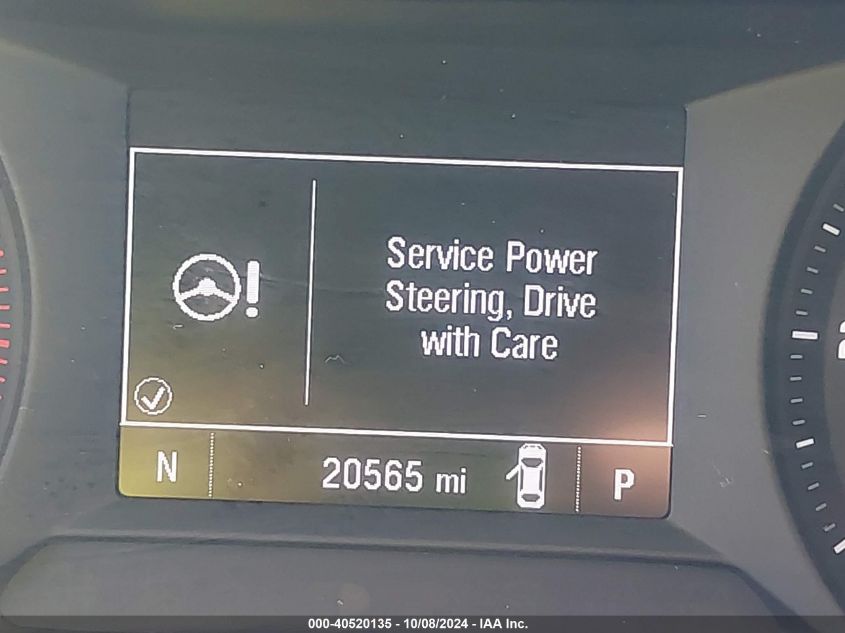 Service Power
Steering, Drive
with Care
N 20565 mi P
000-40520135 - 10/08/2024 - IAA Inc.